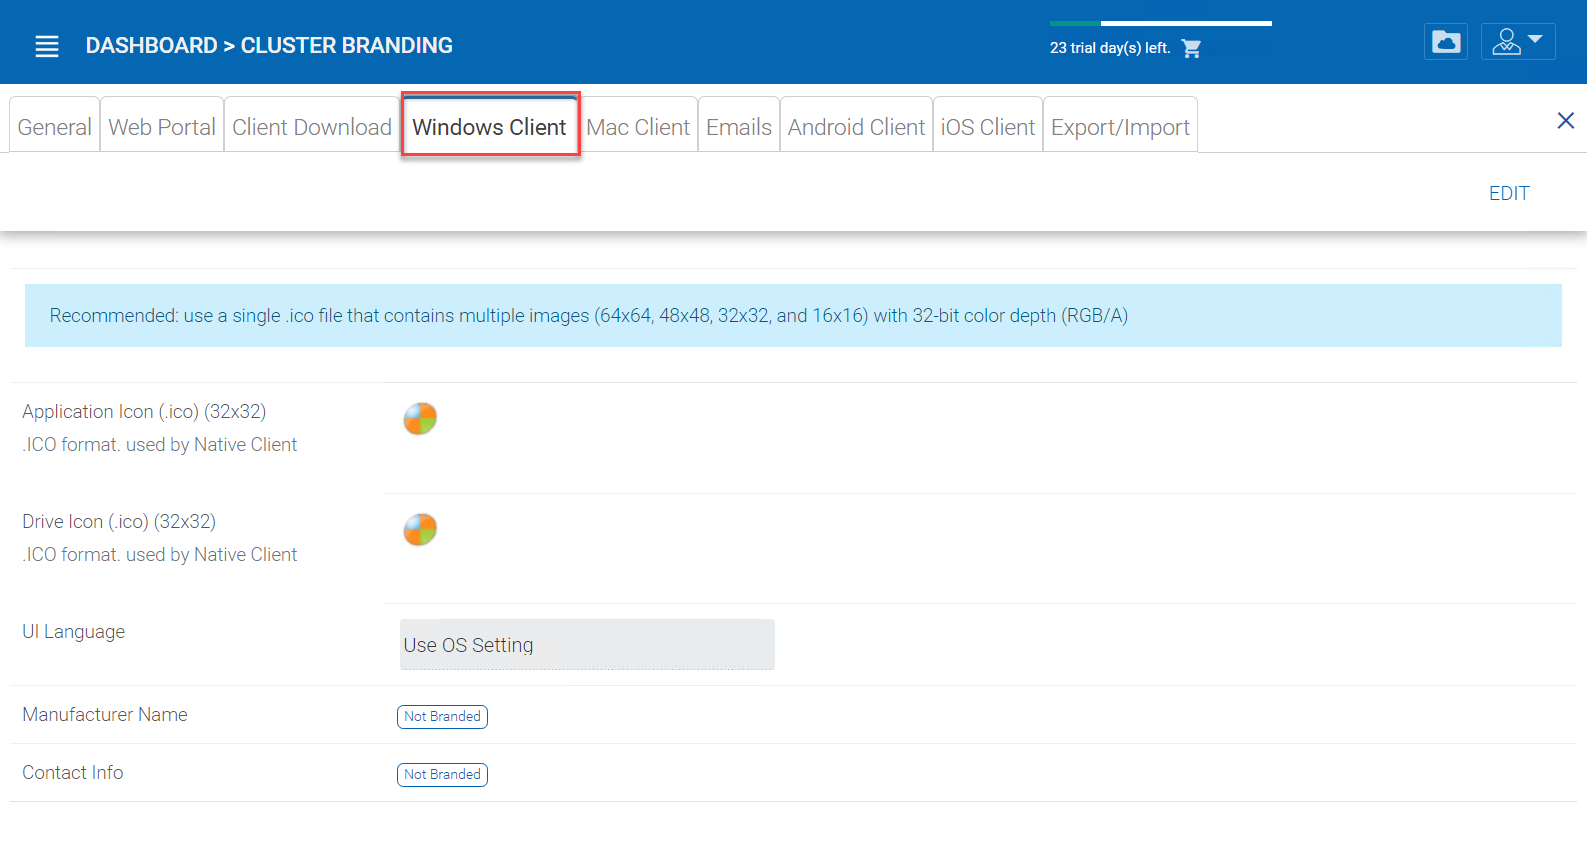 DASHBOARD > CLUSTER BRANDING
23 trial day(s) left.
General
Web Portal
Client Download
Windows Client
Mac Client
Emails
Android Client
iOS Client
Export/Import
EDIT
Recommended: use a single .ico file that contains multiple images (64x64, 48x48, 32x32, and 16x16) with 32-bit color depth (RGB/A)
Application Icon (.ico) (32x32)
.ICO format. used by Native Client
Drive Icon (.ico) (32x32)
.ICO format. used by Native Client
UI Language
Use OS Setting
Manufacturer Name
Not Branded
Contact Info
Not Branded